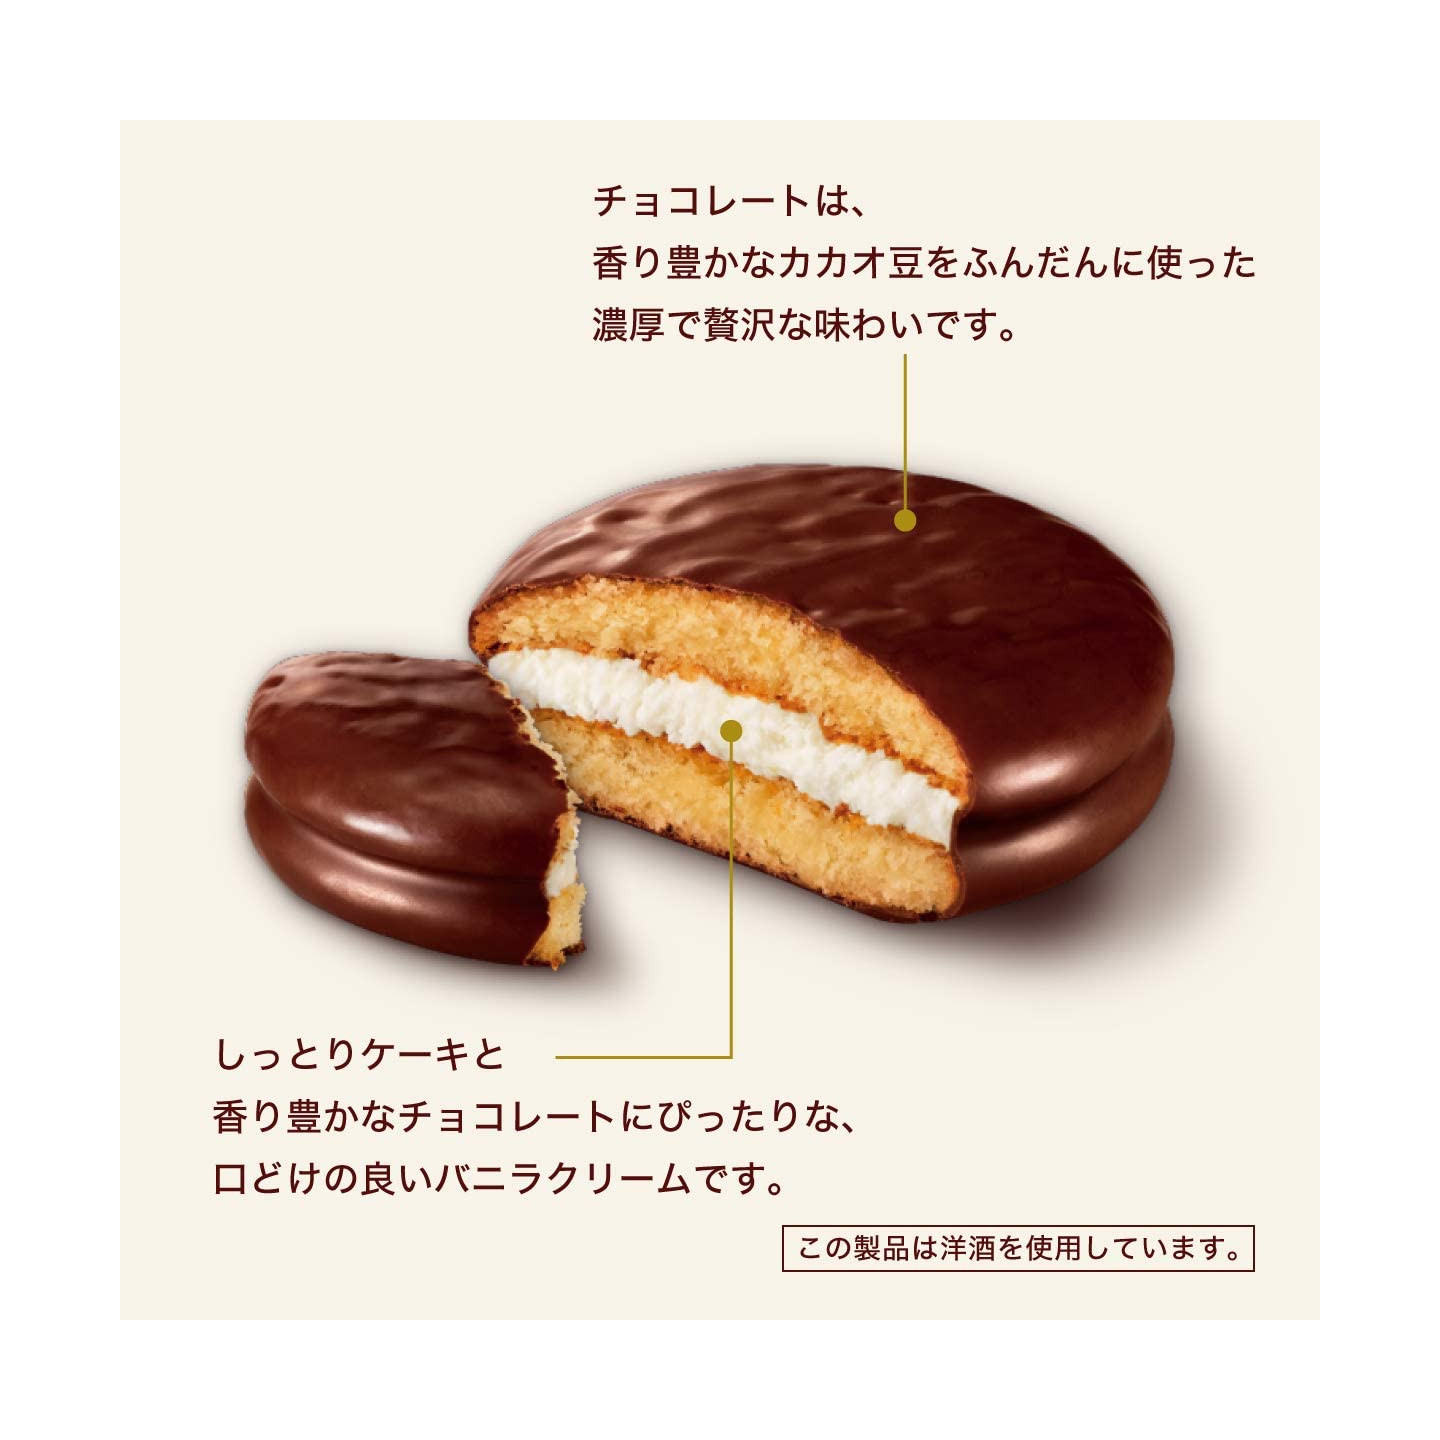 チョコレートは、
香り豊かなカカオ豆をふんだんに使った
濃厚で贅沢な味わいです。
しっとりケーキと
香り豊かなチョコレートにぴったりな、
口どけの良いバニラクリームです。
この製品は洋酒を使用しています。